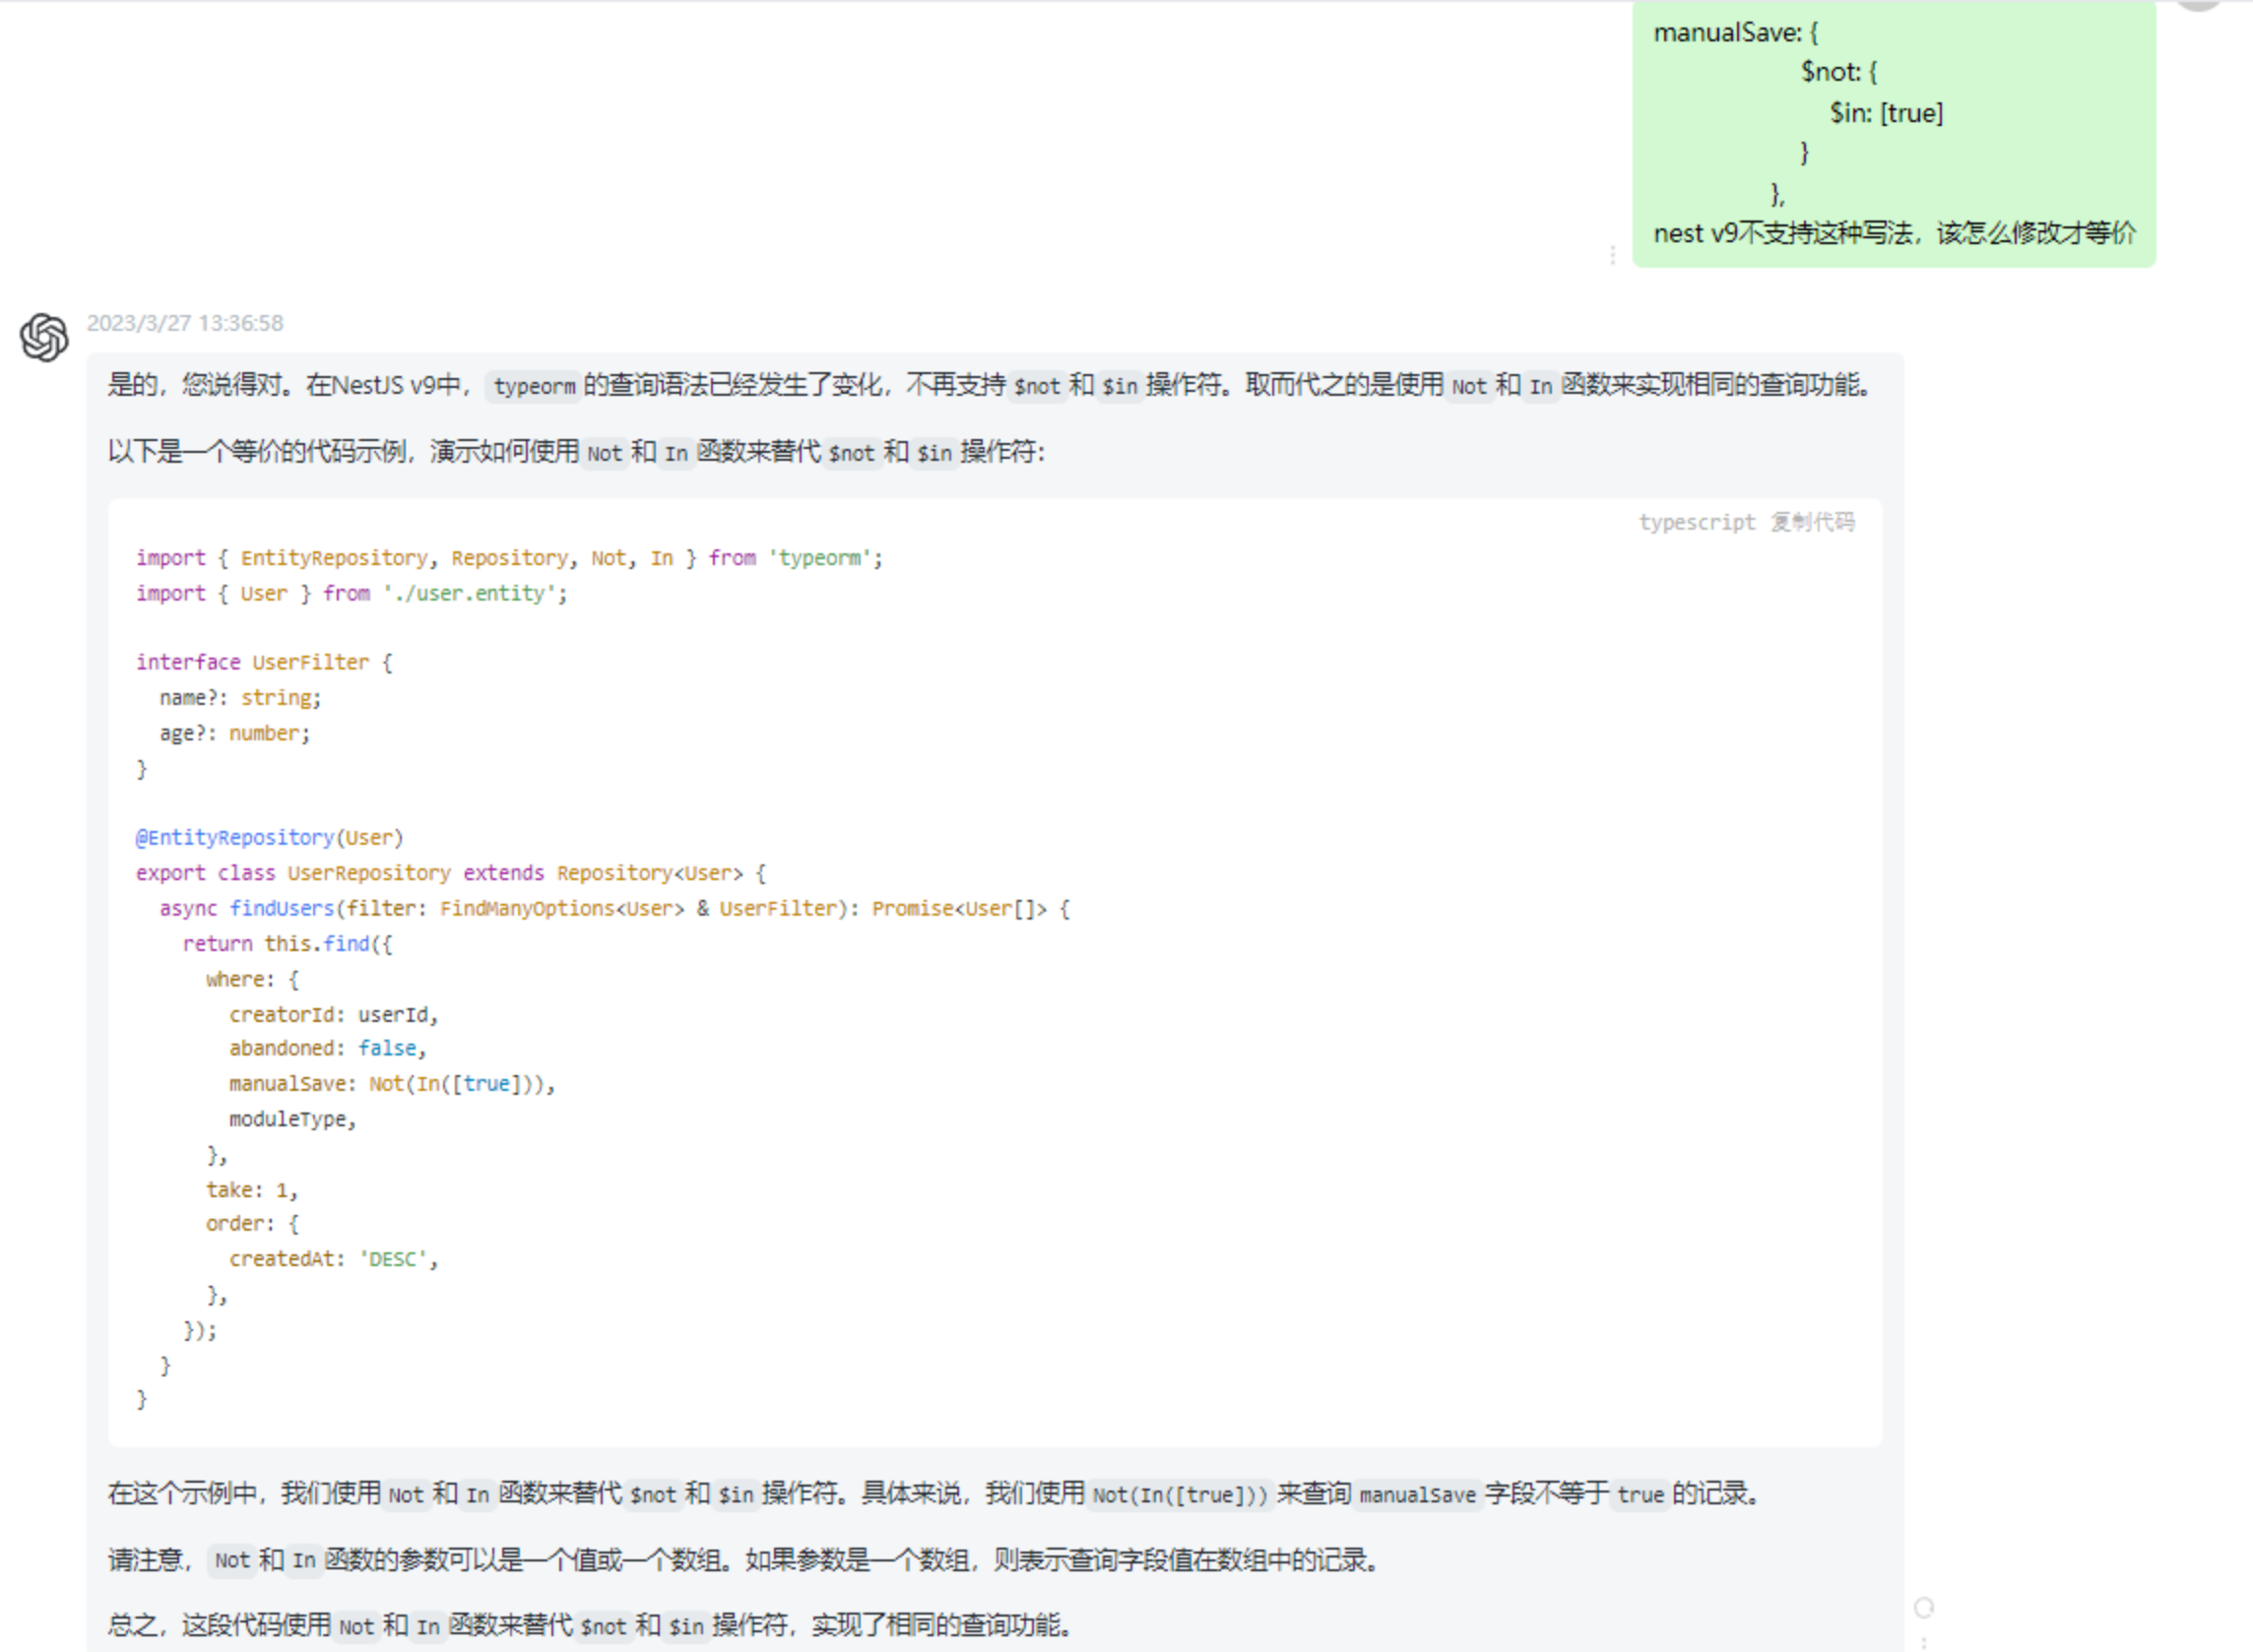 manualSave: {
$not: {
$in: [true]
}
},
nest v9不支持这种写法，该怎么修改才等价
2023/3/27 13:36:58
是的，您说得对。在NestJS v9中， typeorm 的查询语法已经发生了变化，不再支持 $not 和 $in 操作符。取而代之的是使用 Not 和 In 函数来实现相同的查询功能。
以下是一个等价的代码示例，演示如何使用 Not 和 In 函数来替代 $not 和 $in 操作符：
typescript 复制代码
import { EntityRepository, Repository, Not, In } from 'typeorm';
import { User } from './user.entity';
interface UserFilter {
name?: string;
age?: number;
}
@EntityRepository(User)
export class UserRepository extends Repository<User> {
async findUsers(filter: FindManyOptions<User> & UserFilter): Promise<User[]> {
return this.find({
where: {
creatorId: userId,
abandoned: false,
manualSave: Not(In([true])),
moduleType,
},
take: 1,
order: {
createdAt: 'DESC',
},
});
}
}
在这个示例中，我们使用 Not 和 In 函数来替代 $not 和 $in 操作符。具体来说，我们使用 Not(In([true])) 来查询 manualSave 字段不等于 true 的记录。
请注意， Not 和 In 函数的参数可以是一个值或一个数组。如果参数是一个数组，则表示查询字段值在数组中的记录。
总之，这段代码使用 Not 和 In 函数来替代 $not 和 $in 操作符，实现了相同的查询功能。